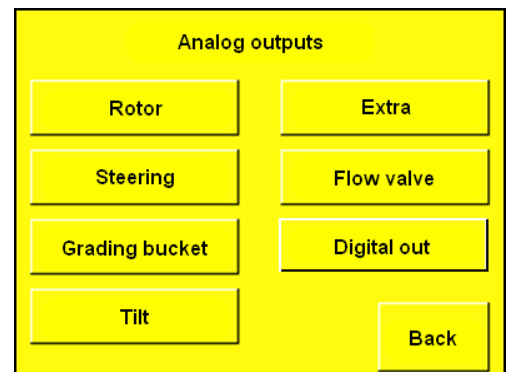 Analog outputs
Rotor
Extra
Steering
Flow valve
Grading bucket
Digital out
Tilt
Back